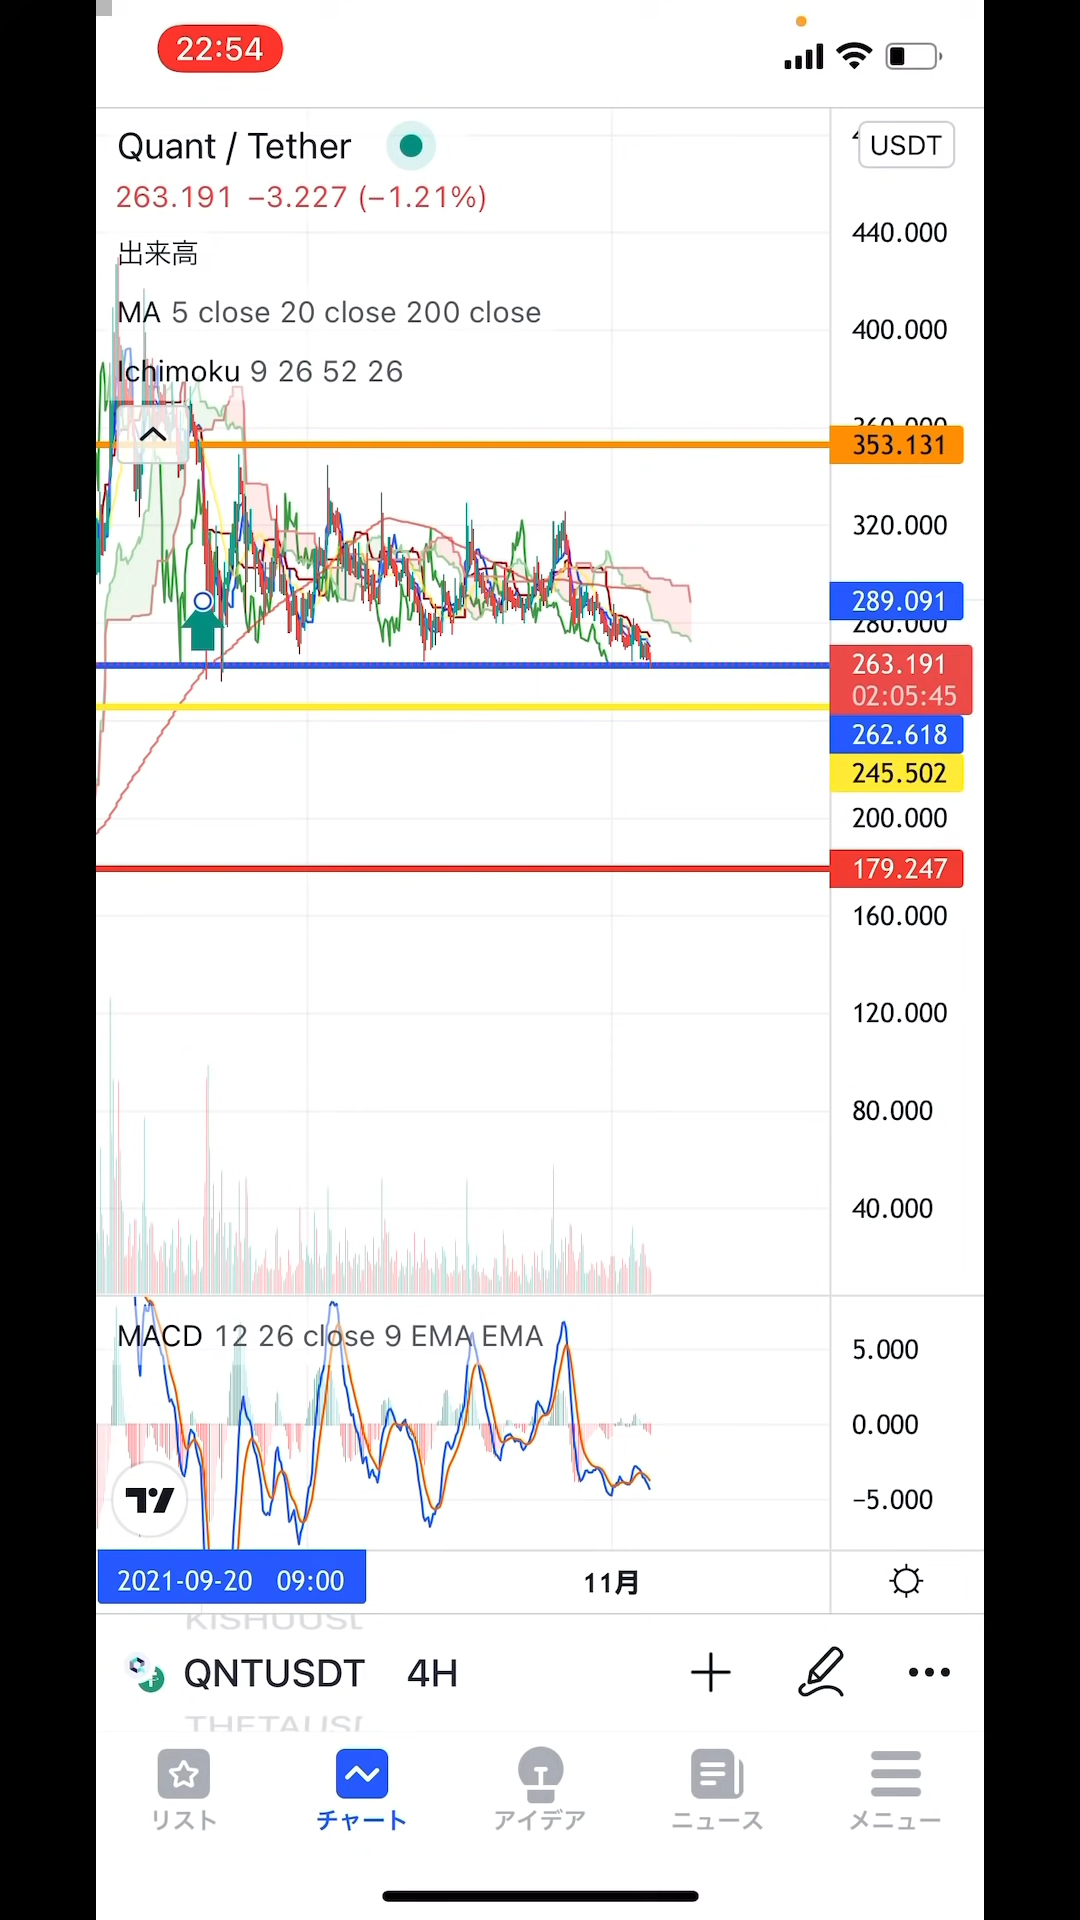 22:54
Quant / Tether
USDT
263.191 −3.227 (−1.21%)
出来高
MA 5 close 20 close 200 close
Ichimoku 9 26 52 26
440.000
400.000
360.000
353.131
320.000
289.091
280.000
263.191
02:05:45
262.618
245.502
200.000
179.247
160.000
120.000
80.000
40.000
MACD 12 26 close 9 EMA EMA
5.000
0.000
−5.000
2021-09-20 09:00
11月
QNTUSDT 4H
リスト
チャート
アイデア
ニュース
メニュー